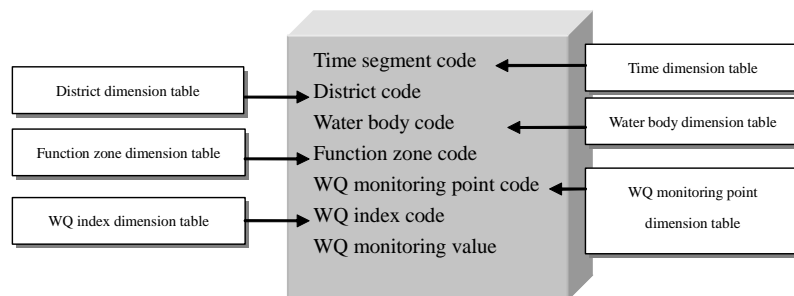 Time segment code
District code
Water body code
Function zone code
WQ monitoring point code
WQ index code
WQ monitoring value
District dimension table
Function zone dimension table
WQ index dimension table
Time dimension table
Water body dimension table
WQ monitoring point
dimension table